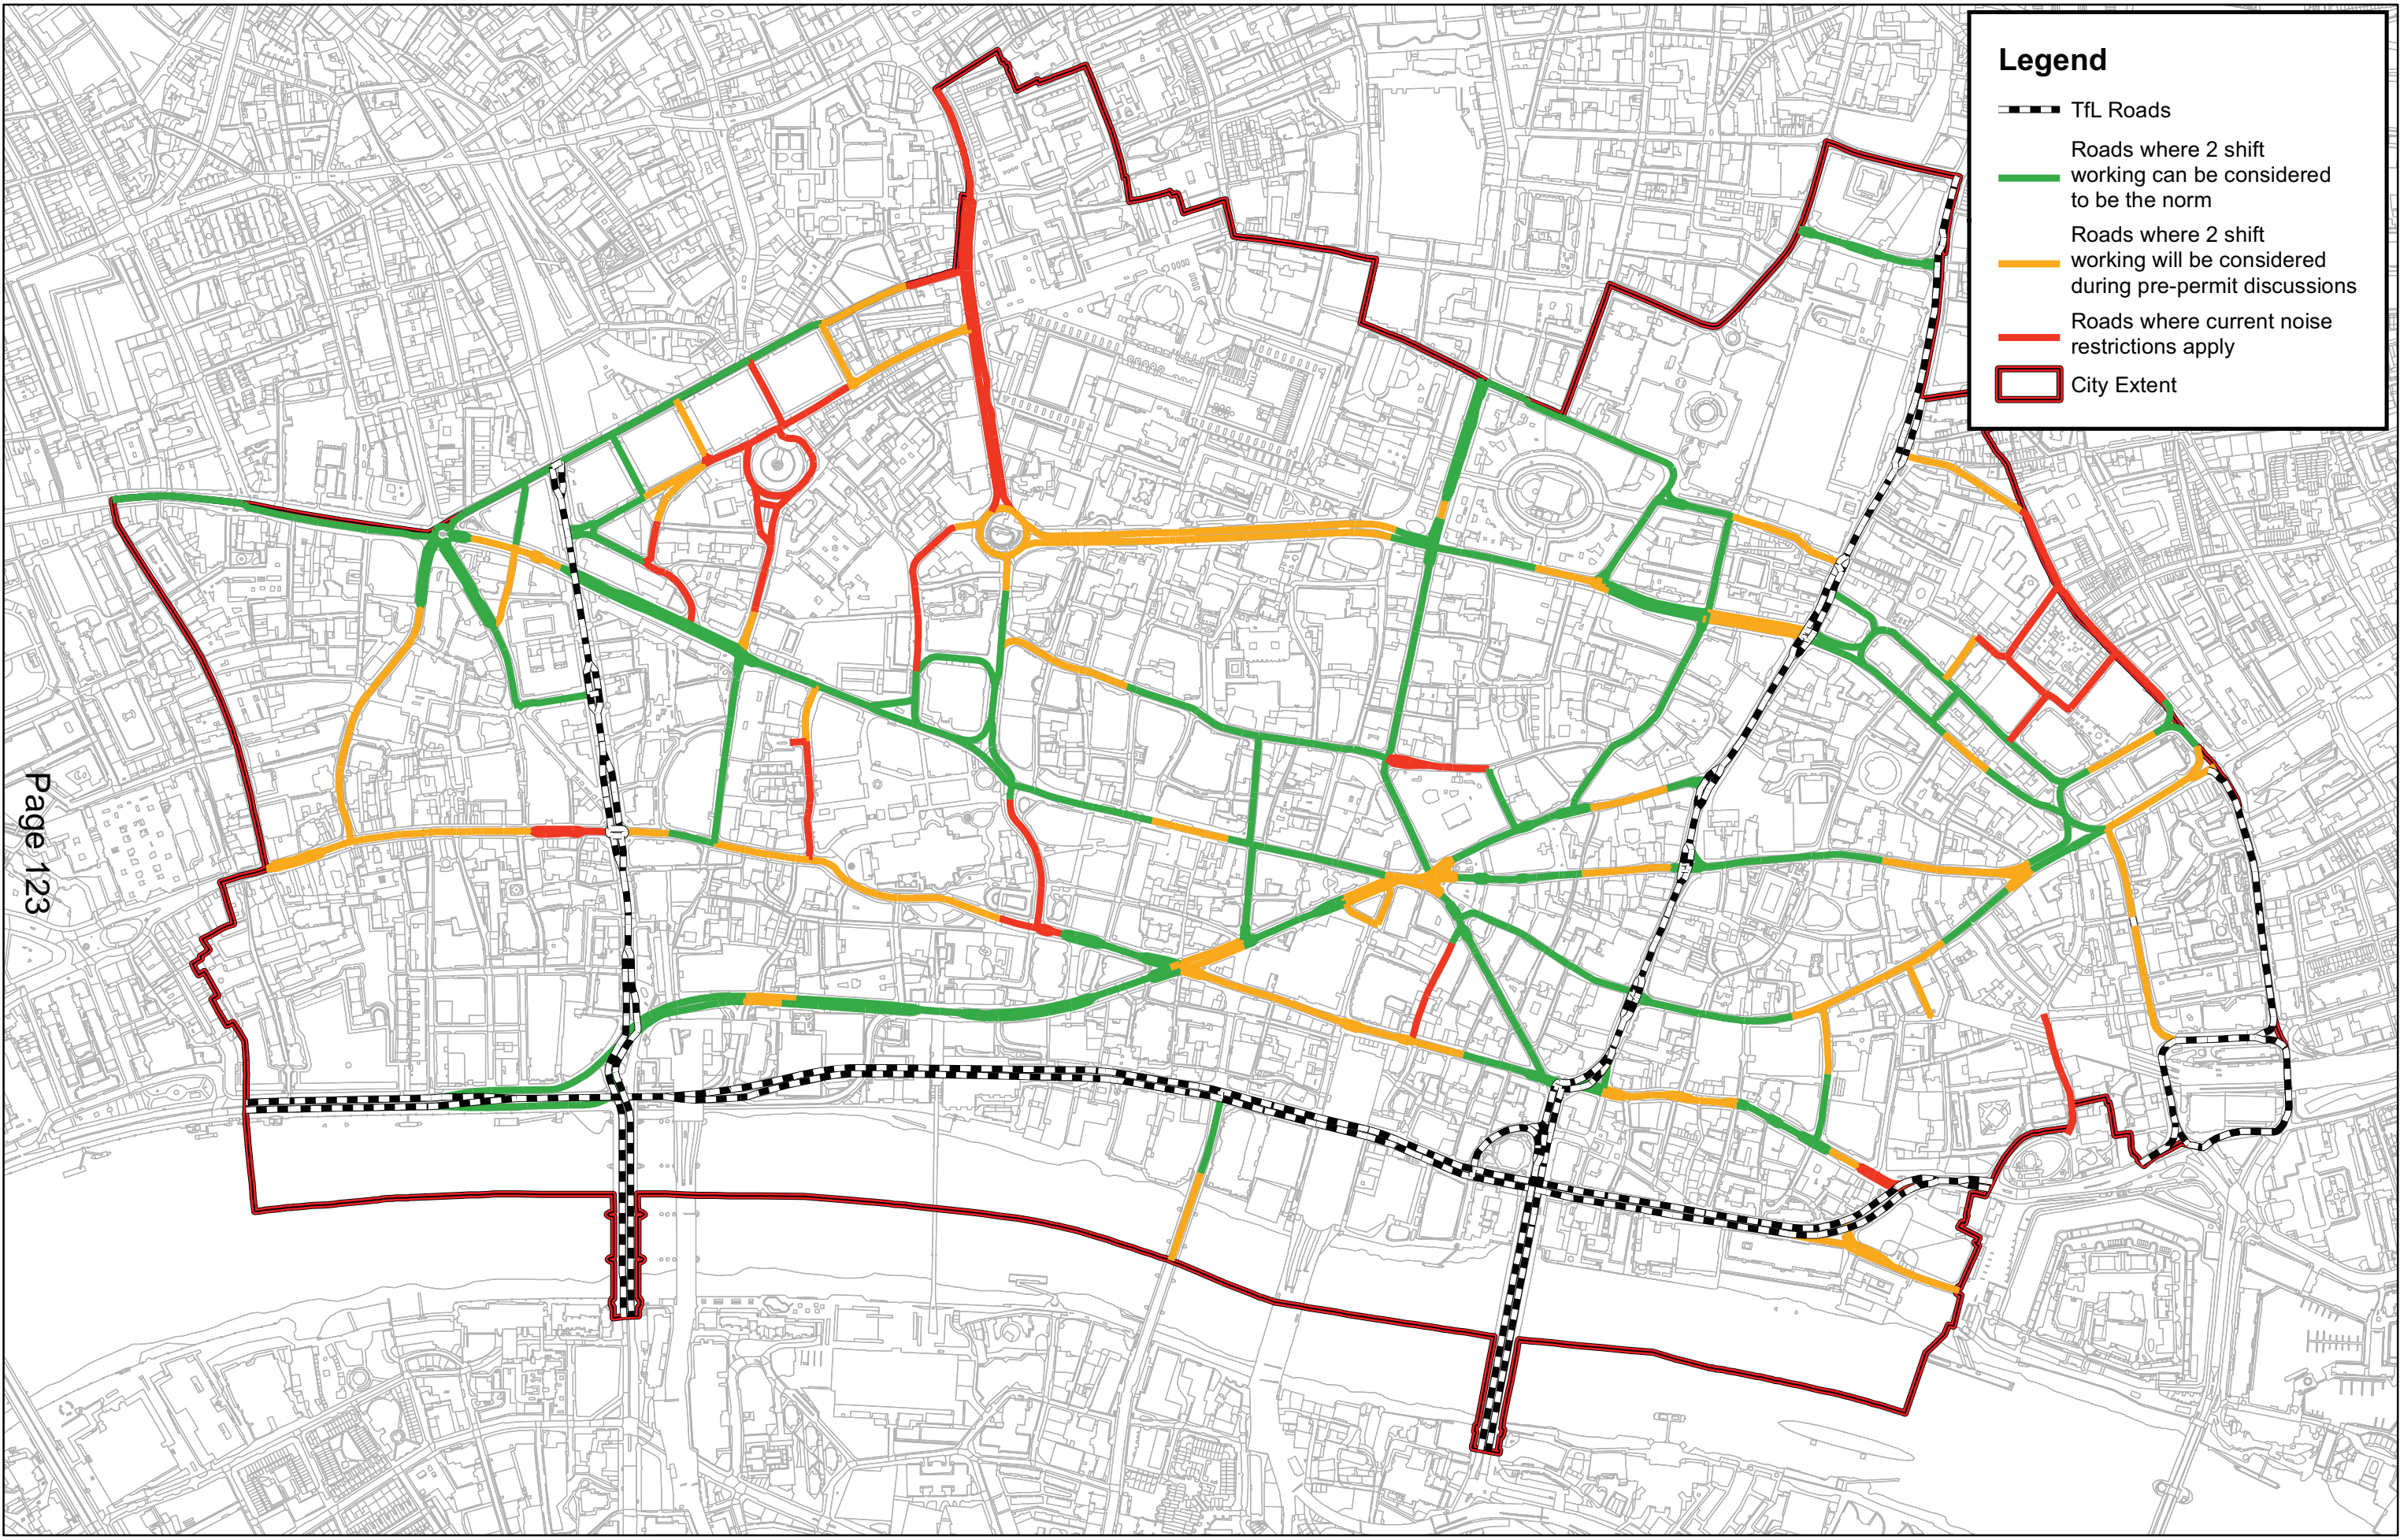 Legend
TfL Roads
Roads where 2 shift
working can be considered
to be the norm
Roads where 2 shift
working will be considered
during pre-permit discussions
Roads where current noise
restrictions apply
City Extent
Page 123